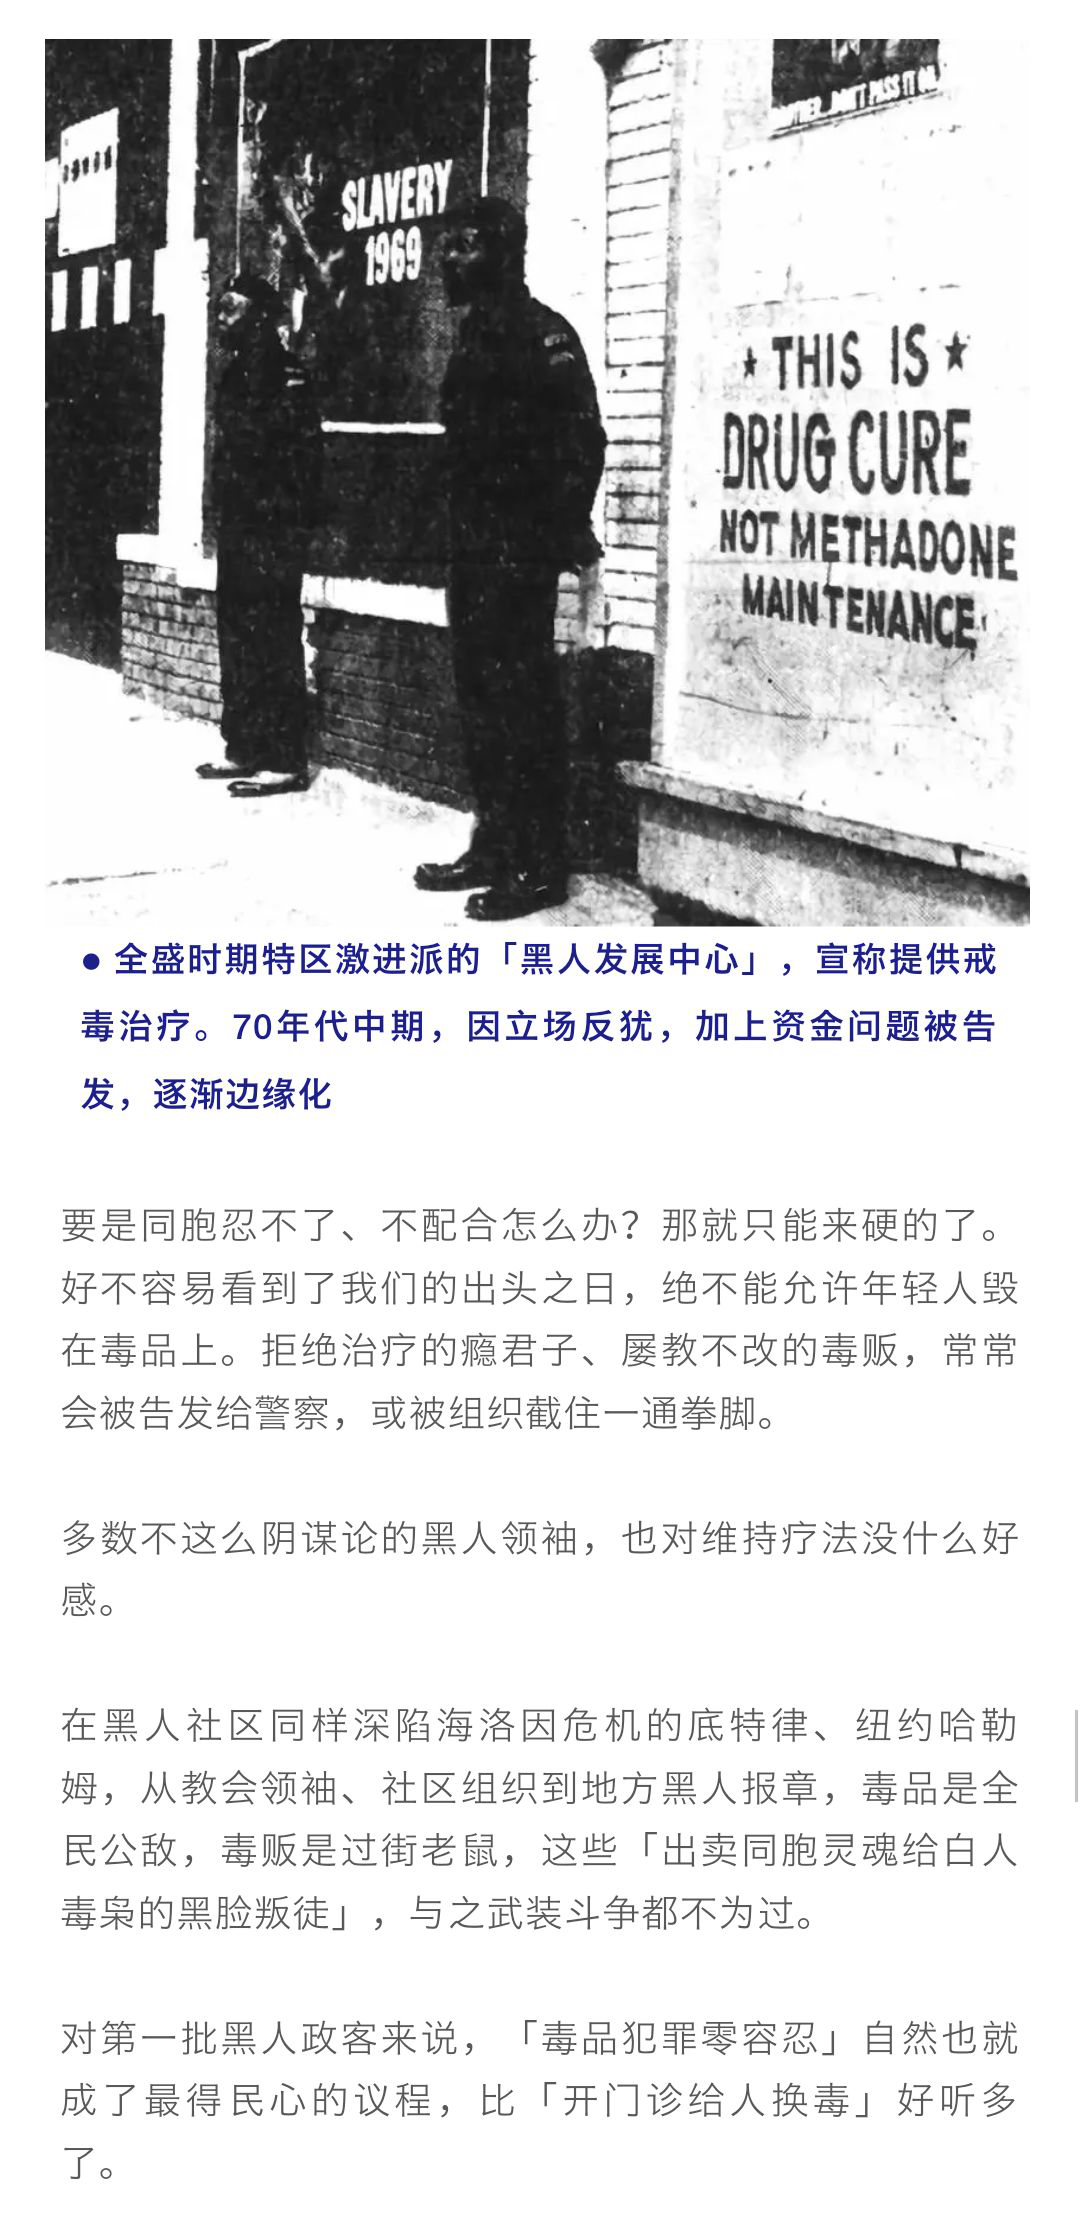 SLAVERY
1969
DON'T PASS IT ON
★ THIS IS ★
DRUG CURE
NOT METHADONE
MAINTENANCE
● 全盛时期特区激进派的「黑人发展中心」，宣称提供戒
毒治疗。70年代中期，因立场反犹，加上资金问题被告
发，逐渐边缘化
要是同胞忍不了、不配合怎么办？那就只能来硬的了。
好不容易看到了我们的出头之日，绝不能允许年轻人毁
在毒品上。拒绝治疗的瘾君子、屡教不改的毒贩，常常
会被告发给警察，或被组织截住一通拳脚。
多数不这么阴谋论的黑人领袖，也对维持疗法没什么好
感。
在黑人社区同样深陷海洛因危机的底特律、纽约哈勒
姆，从教会领袖、社区组织到地方黑人报章，毒品是全
民公敌，毒贩是过街老鼠，这些「出卖同胞灵魂给白人
毒枭的黑脸叛徒」，与之武装斗争都不为过。
对第一批黑人政客来说，「毒品犯罪零容忍」自然也就
成了最得民心的议程，比「开门诊给人换毒」好听多
了。